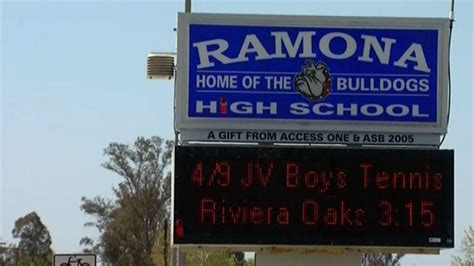 RAMONA
HOME OF THE BULLDOGS
HIGH SCHOOL
A GIFT FROM ACCESS ONE & ASB 2005
4/9 JV Boys Tennis
Riviera Oaks 3:15